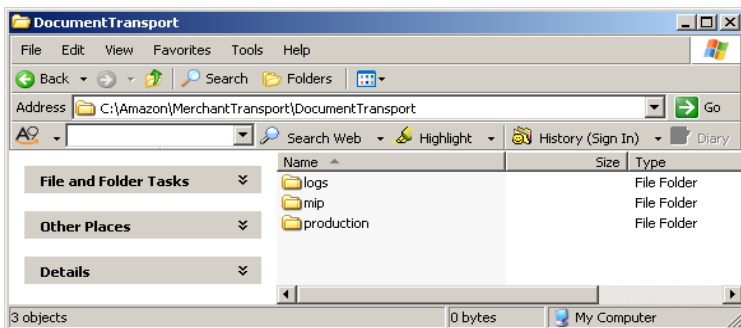 DocumentTransport
File Edit View Favorites Tools Help
Back Search Folders
Address C:\Amazon\MerchantTransport\DocumentTransport Go
A9 Search Web Highlight History (Sign In) Diary
Name Size Type
File and Folder Tasks logs File Folder
mip File Folder
Other Places production File Folder
Details
3 objects 0 bytes My Computer